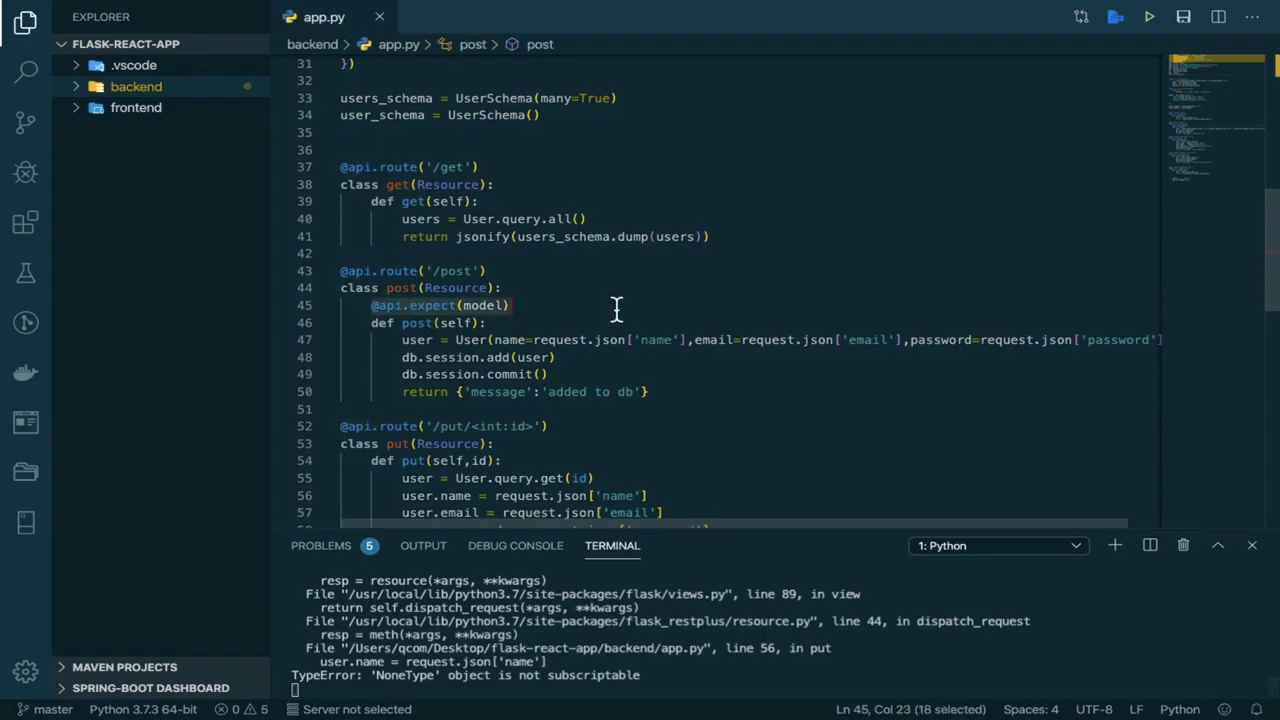 EXPLORER
app.py
FLASK-REACT-APP
backend
app.py
post
post
.vscode
backend
frontend
31 })
32
33 users_schema = UserSchema(many=True)
34 user_schema = UserSchema()
35
36
37 @api.route('/get')
38 class get(Resource):
39 def get(self):
40 users = User.query.all()
41 return jsonify(users_schema.dump(users))
42
43 @api.route('/post')
44 class post(Resource):
45 @api.expect(model)
46 def post(self):
47 user = User(name=request.json['name'],email=request.json['email'],password=request.json['password']
48 db.session.add(user)
49 db.session.commit()
50 return {'message':'added to db'}
51
52 @api.route('/put/<int:id>')
53 class put(Resource):
54 def put(self,id):
55 user = User.query.get(id)
56 user.name = request.json['name']
57 user.email = request.json['email']
PROBLEMS 5 OUTPUT DEBUG CONSOLE TERMINAL 1: Python
resp = resource(*args, **kwargs)
File "/usr/local/lib/python3.7/site-packages/flask/views.py", line 89, in view
return self.dispatch_request(*args, **kwargs)
File "/usr/local/lib/python3.7/site-packages/flask_restplus/resource.py", line 44, in dispatch_request
resp = meth(*args, **kwargs)
File "/Users/qcom/Desktop/flask-react-app/backend/app.py", line 56, in put
user.name = request.json['name']
TypeError: 'NoneType' object is not subscriptable
MAVEN PROJECTS
SPRING-BOOT DASHBOARD
master Python 3.7.3 64-bit 0 5 Server not selected Ln 45, Col 23 (18 selected) Spaces: 4 UTF-8 LF Python